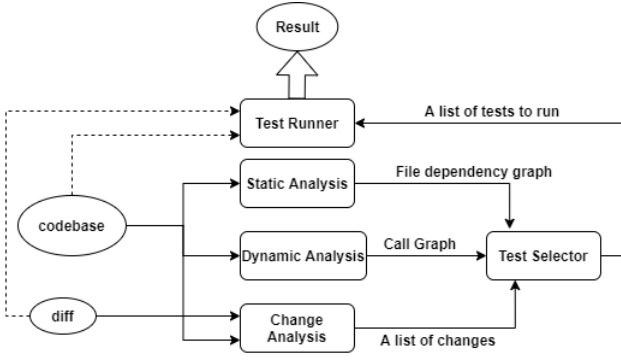 Result
Test Runner
A list of tests to run
Static Analysis
File dependency graph
codebase
Dynamic Analysis
Call Graph
Test Selector
diff
Change
Analysis
A list of changes